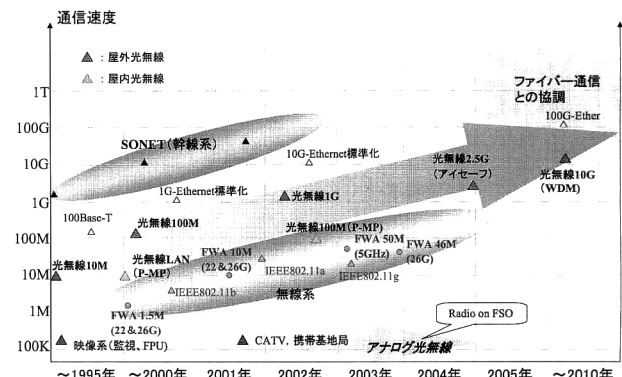 通信速度
▲ :屋外光無線
△ :屋内光無線
ファイバー通信
との協調
1T
100G-Ether
100G
SONET(幹線系)
10G-Ethernet標準化
光無線2.5G
(アイセーフ)
10G
光無線10G
(WDM)
1G-Ethernet標準化
光無線1G
1G
100Base-T
光無線100M
光無線100M(P-MP)
100M
FWA 50M
(5GHz)
FWA 46M
(26G)
光無線10M
光無線LAN
(P-MP)
FWA 10M
(22&26G)
IEEE802.11a
IEEE802.11g
10M
IEEE802.11b
無線系
1M
FWA 1.5M
(22&26G)
Radio on FSO
100K
映像系(監視、FPU)
CATV, 携帯基地局
アナログ光無線
~1995年
~2000年
2001年
2002年
2003年
2004年
2005年
~2010年